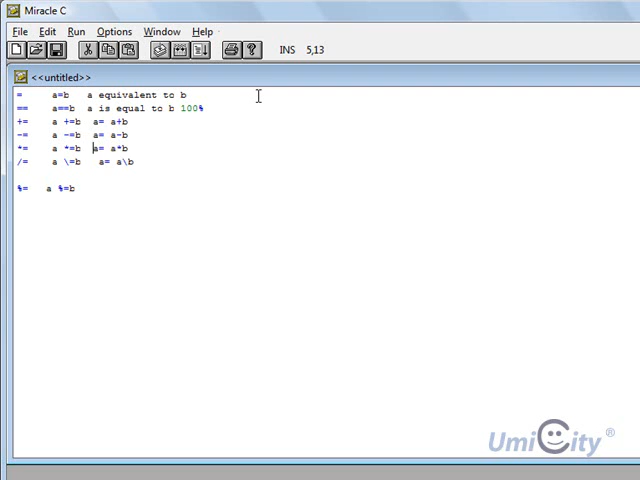 Miracle C
File Edit Run Options Window Help
INS 5,13
<<untitled>>
= a=b a equivalent to b
== a==b a is equal to b 100%
+= a +=b a= a+b
-= a -=b a= a-b
*= a *=b a= a*b
/= a \=b a= a\b
%= a %=b
UmiCity ®